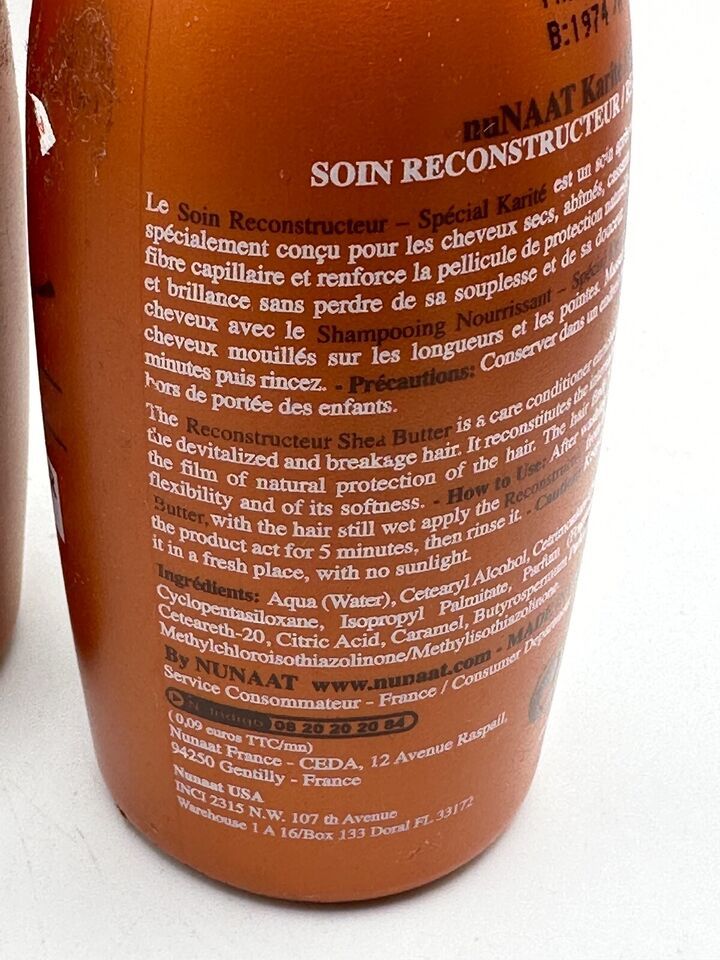 B:1974
nuNAAT Karité
SOIN RECONSTRUCTEUR /
Le Soin Reconstructeur – Spécial Karité est un soin
spécialement conçu pour les cheveux secs, abîmés,
fibre capillaire et renforce la pellicule de protection
et brillance sans perdre de sa souplesse et de sa douceur.
cheveux avec le Shampooing Nourrissant –
cheveux mouillés sur les longueurs et les pointes.
minutes puis rincez. - Précautions: Conserver dans un
hors de portée des enfants.
The Reconstructeur Shea Butter is a care conditioner
the devitalized and breakage hair. It reconstitutes the
the film of natural protection of the hair. The hair
flexibility and of its softness. - How to Use: After
Butter, with the hair still wet apply the
the product act for 5 minutes, then rinse it. -
it in a fresh place, with no sunlight.
Ingrédients: Aqua (Water), Cetearyl Alcohol,
Cyclopentasiloxane, Isopropyl Palmitate, Parfum
Ceteareth-20, Citric Acid, Caramel, Butyrospermum
Methylchloroisothiazolinone/Methylisothiazolinone
By NUNAAT www.nunaat.com - MADE
Service Consommateur - France / Consumer Department
N° Indigo 08 20 20 20 84
(0,09 euros TTC/mn)
Nunaat France - CEDA, 12 Avenue Raspail,
94250 Gentilly - France
Nunaat USA
INCI 2315 N.W. 107 th Avenue
Warehouse 1 A 16/Box 133 Doral FL 33172